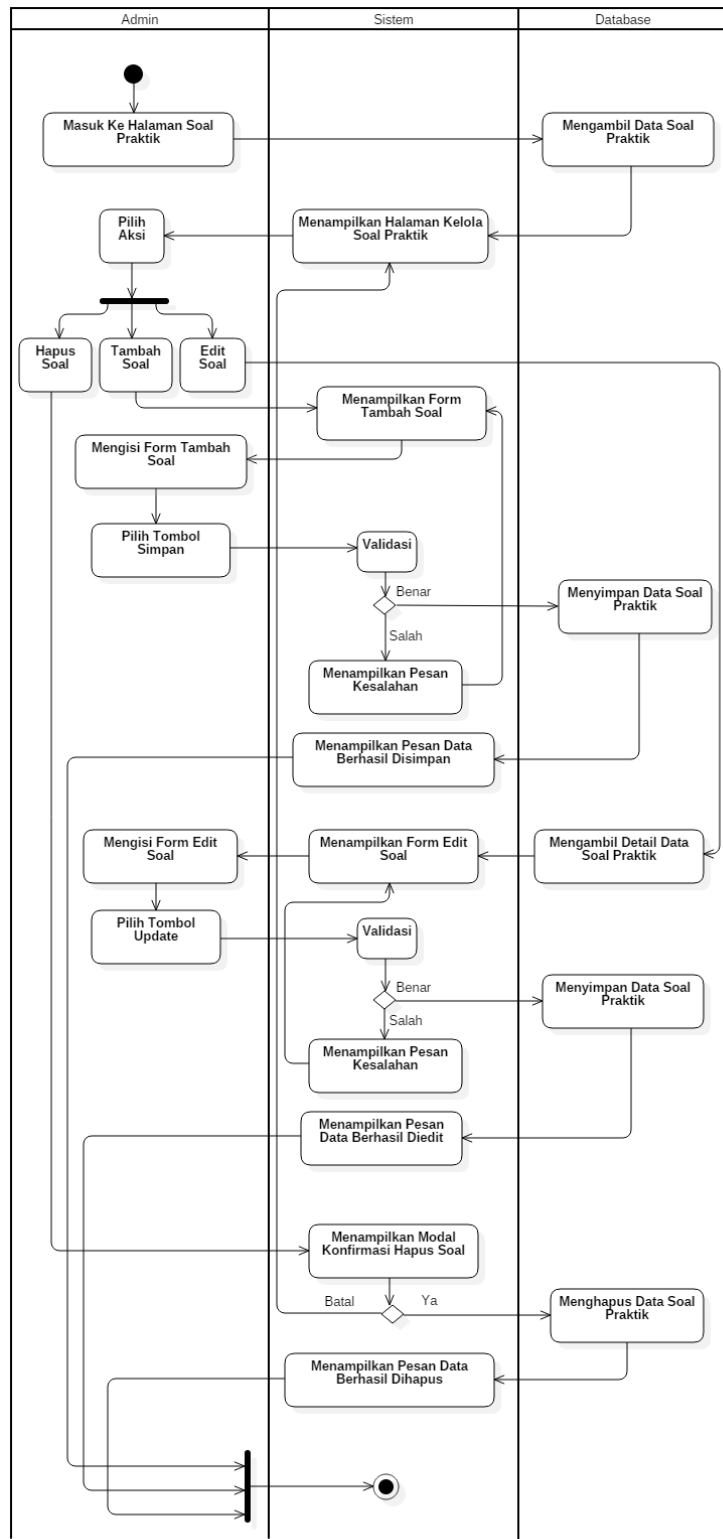 Admin
Sistem
Database
Masuk Ke Halaman Soal
Praktik
Mengambil Data Soal
Praktik
Pilih
Aksi
Menampilkan Halaman Kelola
Soal Praktik
Hapus
Soal
Tambah
Soal
Edit
Soal
Menampilkan Form
Tambah Soal
Mengisi Form Tambah
Soal
Pilih Tombol
Simpan
Validasi
Benar
Menyimpan Data Soal
Praktik
Salah
Menampilkan Pesan
Kesalahan
Menampilkan Pesan Data
Berhasil Disimpan
Mengisi Form Edit
Soal
Menampilkan Form Edit
Soal
Mengambil Detail Data
Soal Praktik
Pilih Tombol
Update
Validasi
Benar
Menyimpan Data Soal
Praktik
Salah
Menampilkan Pesan
Kesalahan
Menampilkan Pesan
Data Berhasil Diedit
Menampilkan Modal
Konfirmasi Hapus Soal
Batal
Ya
Menghapus Data Soal
Praktik
Menampilkan Pesan Data
Berhasil Dihapus